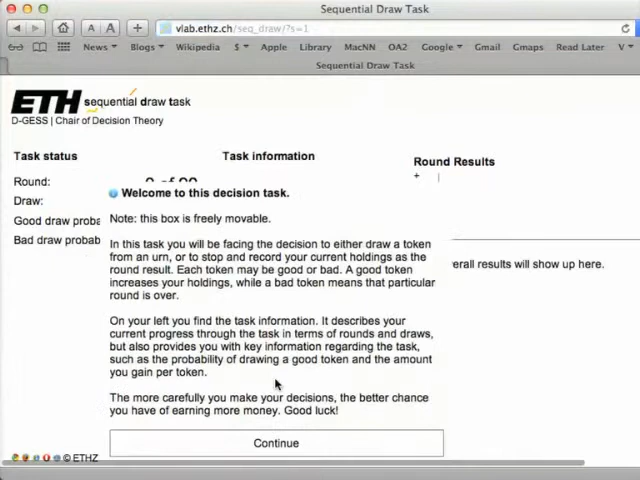 Sequential Draw Task
A A + vlab.ethz.ch/seq_draw/?s=1
News Blogs Wikipedia $ Apple Library MacNN OA2 Google Gmail Gmaps Read Later V
Sequential Draw Task
ETH sequential draw task
D-GESS | Chair of Decision Theory
Task status Task information Round Results
Round:
Draw:
Good draw proba
Bad draw probab
Welcome to this decision task.
Note: this box is freely movable.
In this task you will be facing the decision to either draw a token
from an urn, or to stop and record your current holdings as the
round result. Each token may be good or bad. A good token
increases your holdings, while a bad token means that particular
round is over.
verall results will show up here.
On your left you find the task information. It describes your
current progress through the task in terms of rounds and draws,
but also provides you with key information regarding the task,
such as the probability of drawing a good token and the amount
you gain per token.
The more carefully you make your decisions, the better chance
you have of earning more money. Good luck!
Continue
© ETHZ